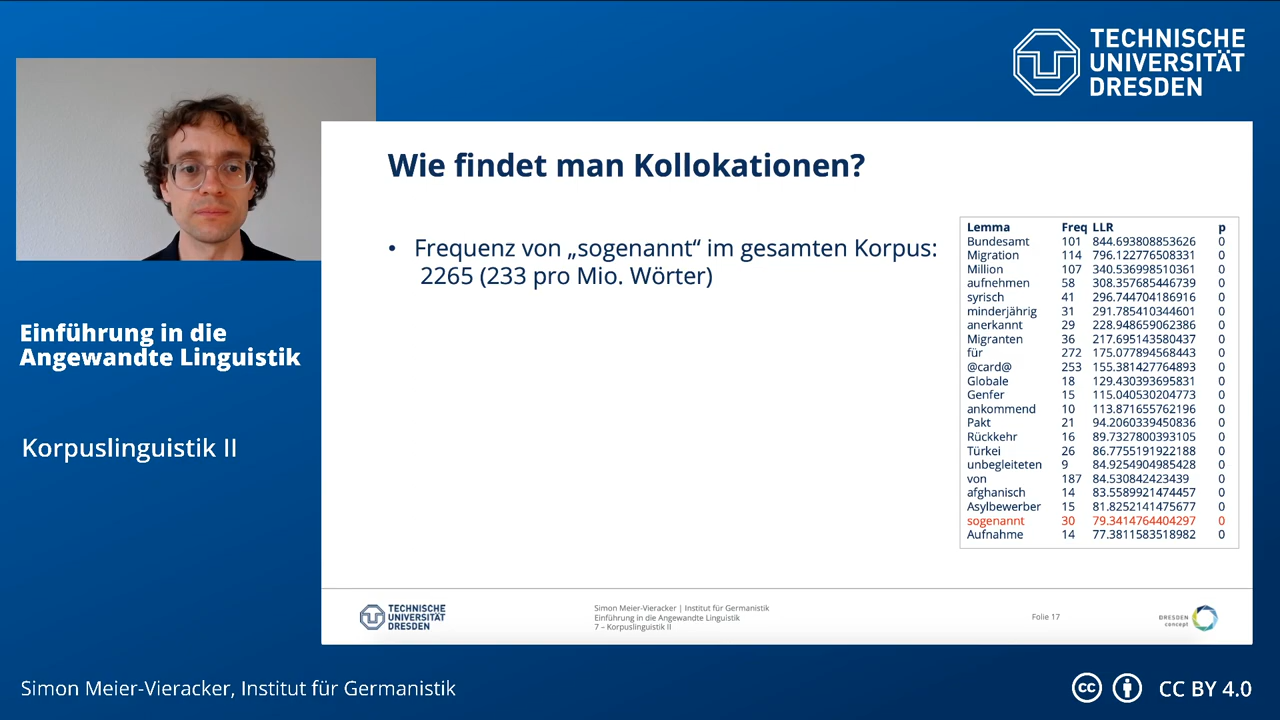 TECHNISCHE
UNIVERSITÄT
DRESDEN
Einführung in die
Angewandte Linguistik
Korpuslinguistik II
Wie findet man Kollokationen?
• Frequenz von „sogenannt“ im gesamten Korpus:
2265 (233 pro Mio. Wörter)
Lemma Freq LLR p
Bundesamt 101 844.693808853626 0
Migration 114 796.122776508331 0
Million 107 340.536998510361 0
aufnehmen 58 308.357685446739 0
syrisch 41 296.744704186916 0
minderjährig 31 291.785410344601 0
anerkannt 29 228.948659062386 0
Migranten 36 217.695143580437 0
für 272 175.077894568443 0
@card@ 253 155.381427764893 0
Globale 18 129.430393695831 0
Genfer 15 115.040530204773 0
ankommend 10 113.871655762196 0
Pakt 21 94.2060339450836 0
Rückkehr 16 89.7327800393105 0
Türkei 26 86.7755191922188 0
unbegleiteten 9 84.9254904985428 0
von 187 84.530842423439 0
afghanisch 14 83.5589921474457 0
Asylbewerber 15 81.8252141475677 0
sogenannt 30 79.3414764404297 0
Aufnahme 14 77.3811583518982 0
TECHNISCHE
UNIVERSITÄT
DRESDEN
Simon Meier-Vieracker | Institut für Germanistik
Einführung in die Angewandte Linguistik
7 – Korpuslinguistik II
Folie 17
DRESDEN
concept
Simon Meier-Vieracker, Institut für Germanistik
cc CC BY 4.0